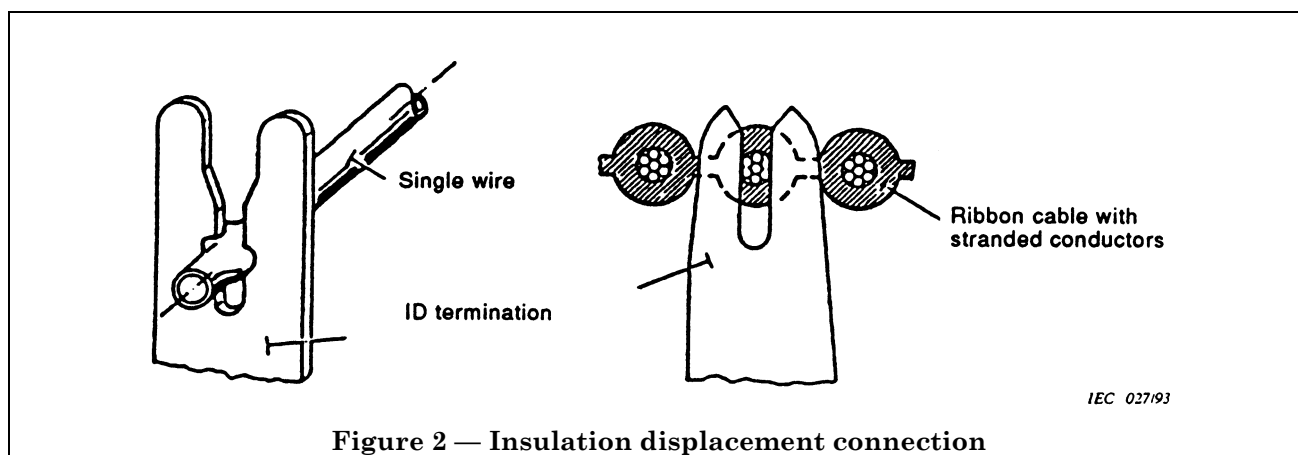 Single wire
Ribbon cable with
stranded conductors
ID termination
IEC 027/93
Figure 2 — Insulation displacement connection